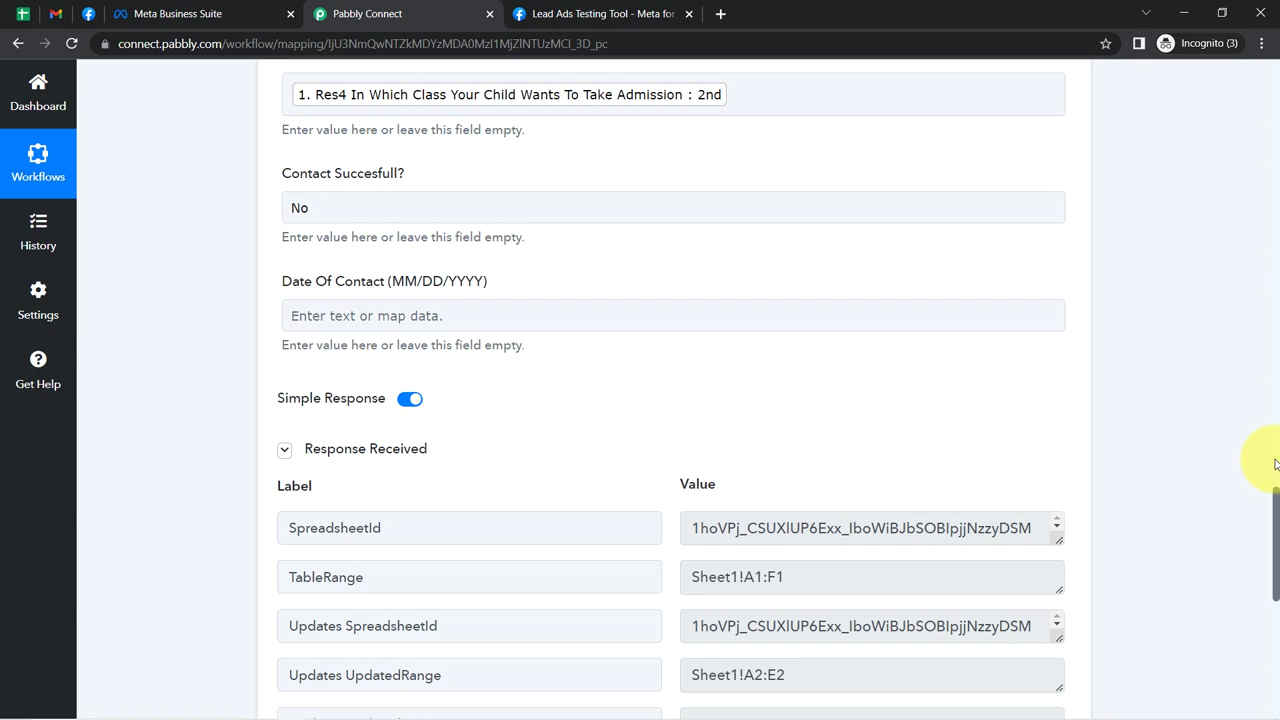 Meta Business Suite
Pabbly Connect
Lead Ads Testing Tool - Meta for
connect.pabbly.com/workflow/mapping/IjU3NmQwNTZkMDYzMDA0MzI1MjZlNTUzMCI_3D_pc
Incognito (3)
Dashboard
Workflows
History
Settings
Get Help
1. Res4 In Which Class Your Child Wants To Take Admission : 2nd
Enter value here or leave this field empty.
Contact Succesfull?
No
Enter value here or leave this field empty.
Date Of Contact (MM/DD/YYYY)
Enter text or map data.
Enter value here or leave this field empty.
Simple Response
Response Received
Label
Value
SpreadsheetId
1hoVPj_CSUXlUP6Exx_IboWiBJbSOBIpjjNzzyDSM
TableRange
Sheet1!A1:F1
Updates SpreadsheetId
1hoVPj_CSUXlUP6Exx_IboWiBJbSOBIpjjNzzyDSM
Updates UpdatedRange
Sheet1!A2:E2